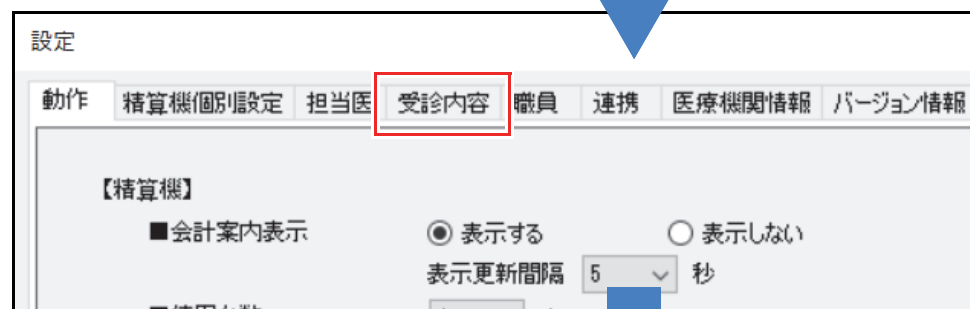 設定
動作 精算機個別設定 担当医 受診内容 職員 連携 医療機関情報 バージョン情報
【精算機】
■会計案内表示 表示する 表示しない
表示更新間隔 5 秒